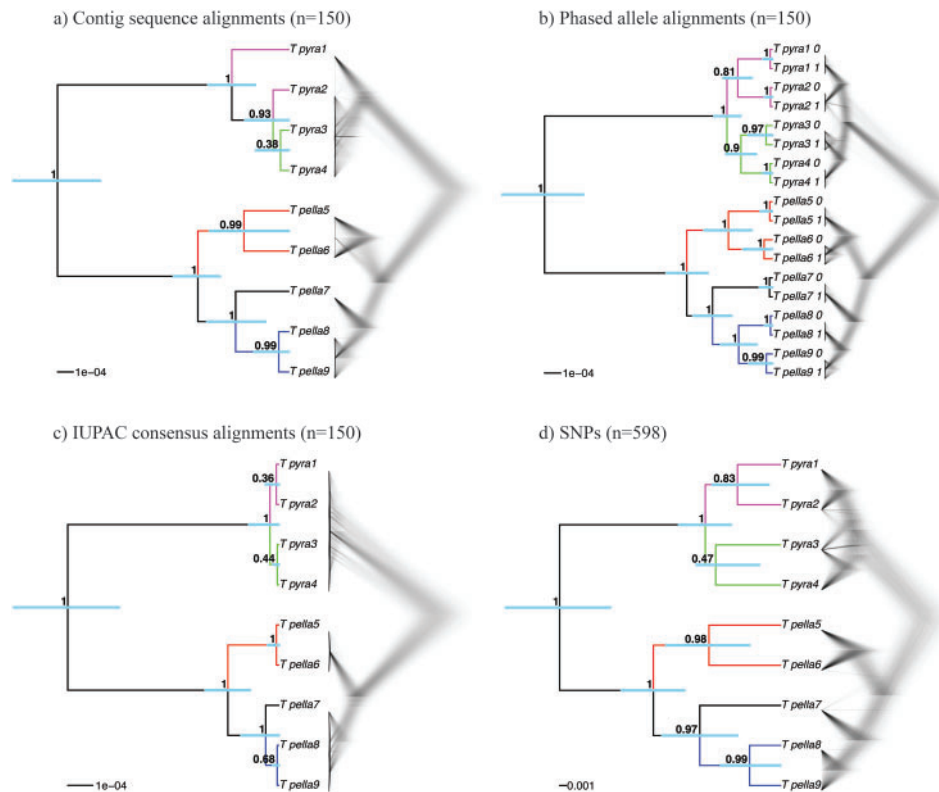 a) Contig sequence alignments (n=150)
T pyra1
1
T pyra2
0.93
T pyra3
0.38
T pyra4
1
T pella5
0.99
T pella6
1
T pella7
1
T pella8
0.99
T pella9
1e-04
b) Phased allele alignments (n=150)
T pyra1 0
1
T pyra1 1
0.81
T pyra2 0
1
T pyra2 1
1
T pyra3 0
0.97
T pyra3 1
0.9
T pyra4 0
1
T pyra4 1
1
T pella5 0
1
T pella5 1
1
T pella6 0
1
T pella6 1
1
T pella7 0
1
T pella7 1
1
T pella8 0
1
T pella8 1
1
T pella9 0
0.99
T pella9 1
1e-04
c) IUPAC consensus alignments (n=150)
T pyra1
0.36
T pyra2
1
T pyra3
0.44
T pyra4
1
T pella5
1
T pella6
1
T pella7
1
T pella8
0.68
T pella9
1e-04
d) SNPs (n=598)
T pyra1
0.83
T pyra2
1
T pyra3
0.47
T pyra4
1
T pella5
0.98
T pella6
1
T pella7
0.97
T pella8
0.99
T pella9
0.001